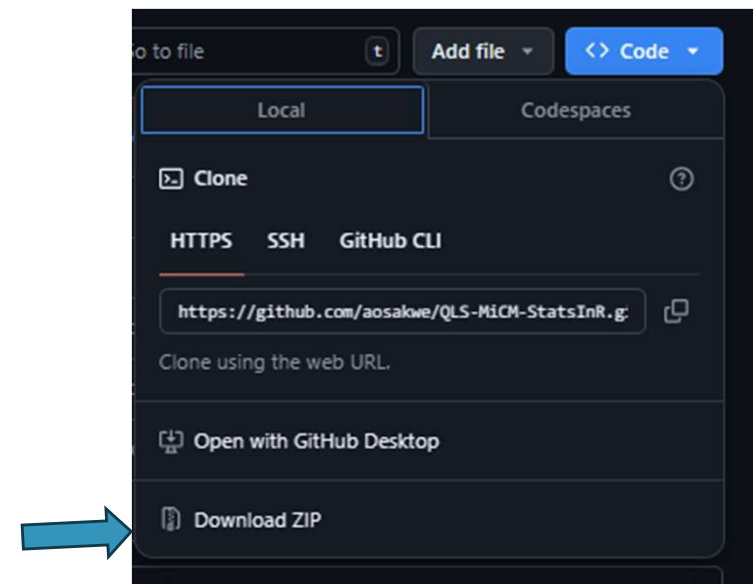 o to file t Add file <> Code
Local Codespaces
Clone
HTTPS SSH GitHub CLI
https://github.com/aosakwe/QLS-MiCM-StatsInR.g
Clone using the web URL.
Open with GitHub Desktop
Download ZIP